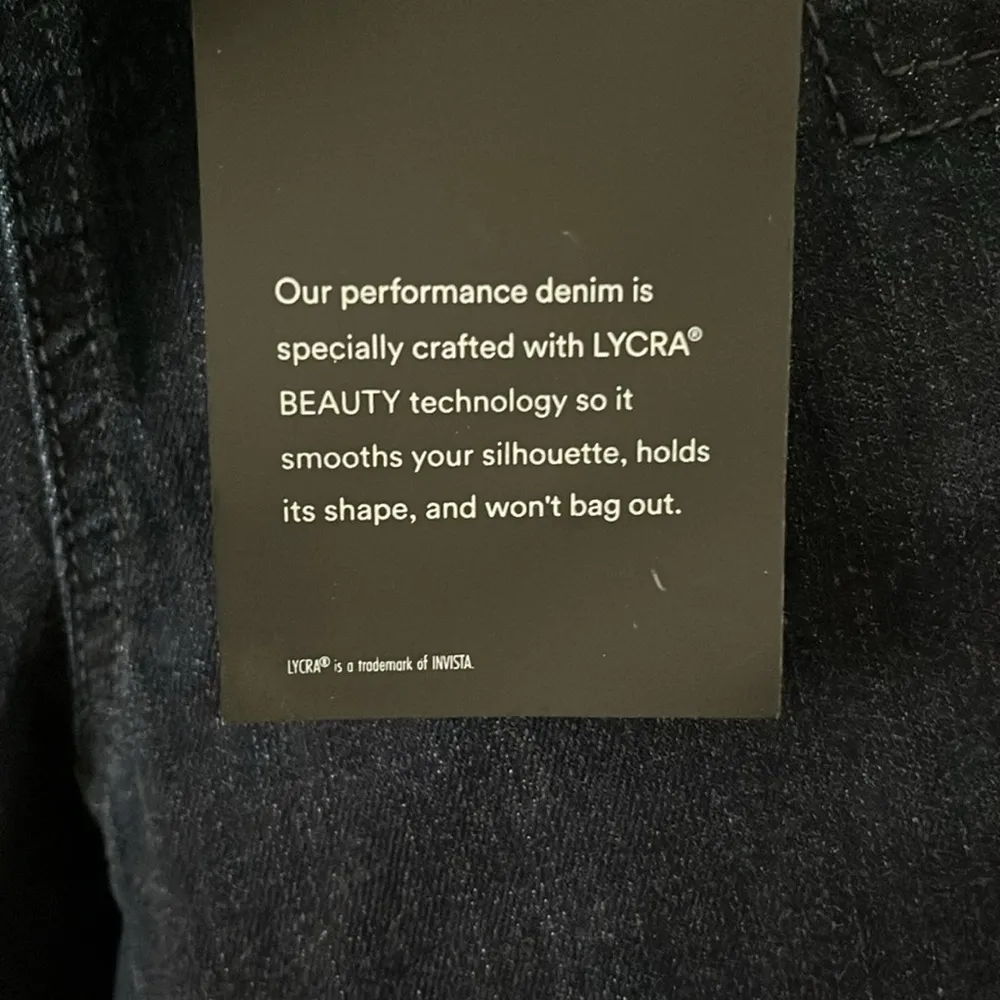 Our performance denim is
specially crafted with LYCRA®
BEAUTY technology so it
smooths your silhouette, holds
its shape, and won't bag out.
LYCRA® is a trademark of INVISTA.